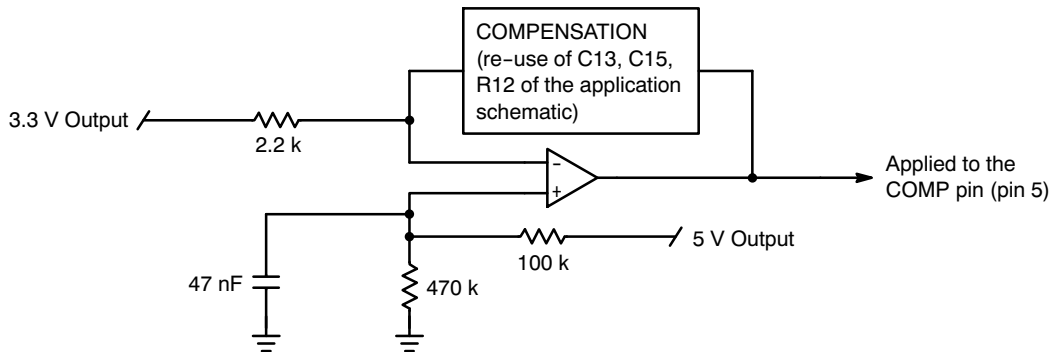 COMPENSATION
(re-use of C13, C15,
R12 of the application
schematic)
3.3 V Output
2.2 k
−
+
Applied to the
COMP pin (pin 5)
5 V Output
100 k
47 nF
470 k